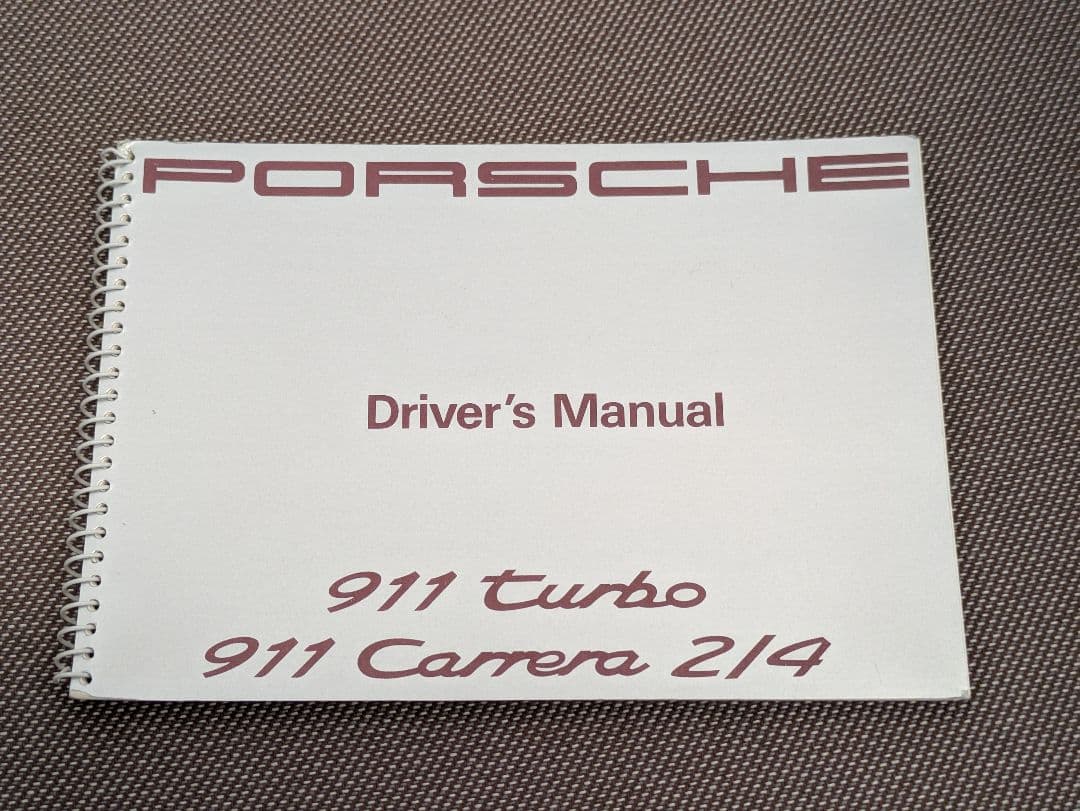 PORSCHE
Driver's Manual
911 turbo
911 Carrera 2/4